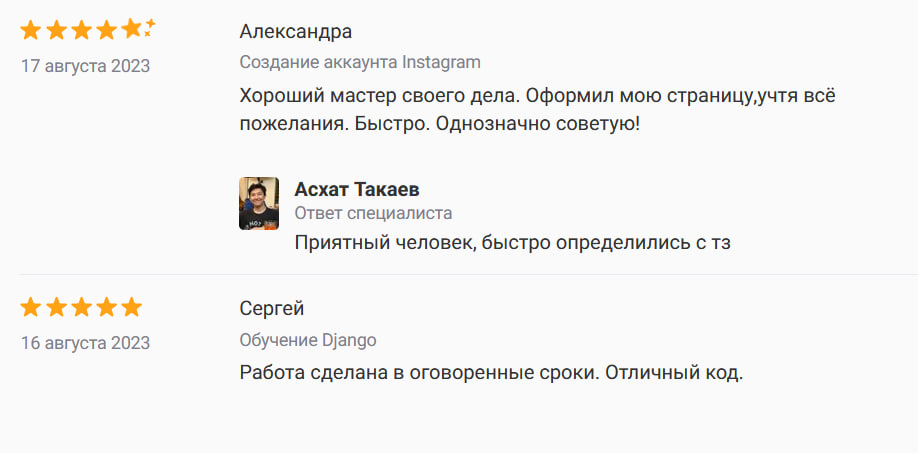 Александра
17 августа 2023
Создание аккаунта Instagram
Хороший мастер своего дела. Оформил мою страницу,учтя всё
пожелания. Быстро. Однозначно советую!
Асхат Такаев
Ответ специалиста
Приятный человек, быстро определились с тз
Сергей
16 августа 2023
Обучение Django
Работа сделана в оговоренные сроки. Отличный код.